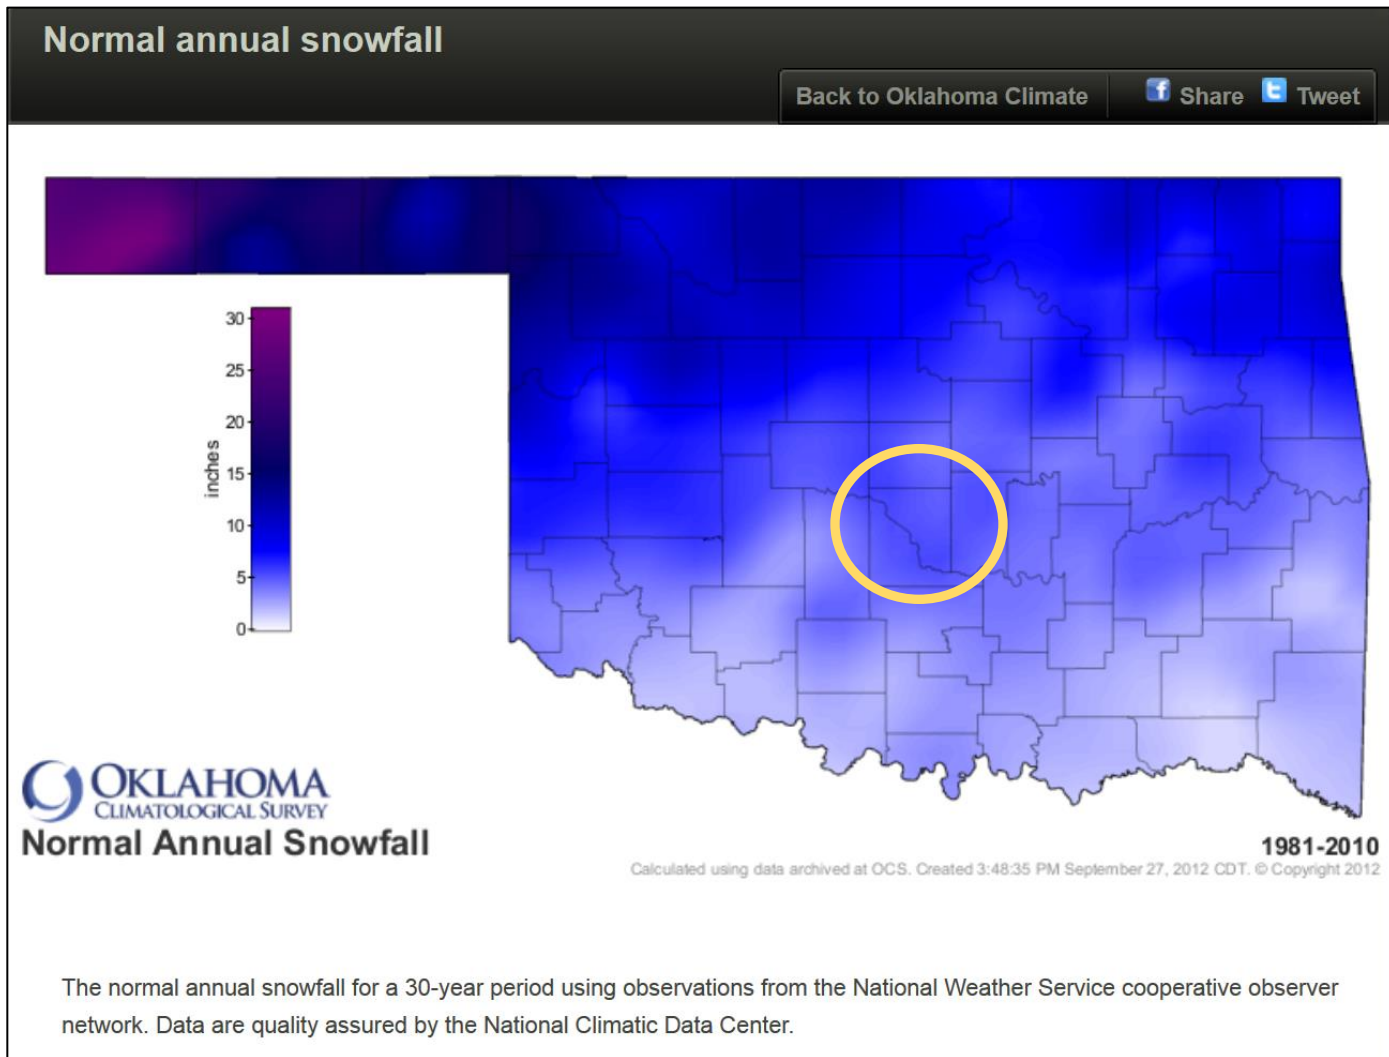 Normal annual snowfall
Back to Oklahoma Climate
Share
Tweet
30
25
20
15
10
5
0
inches
OKLAHOMA
CLIMATOLOGICAL SURVEY
Normal Annual Snowfall
1981-2010
Calculated using data archived at OCS. Created 3:48:35 PM September 27, 2012 CDT. © Copyright 2012
The normal annual snowfall for a 30-year period using observations from the National Weather Service cooperative observer
network. Data are quality assured by the National Climatic Data Center.